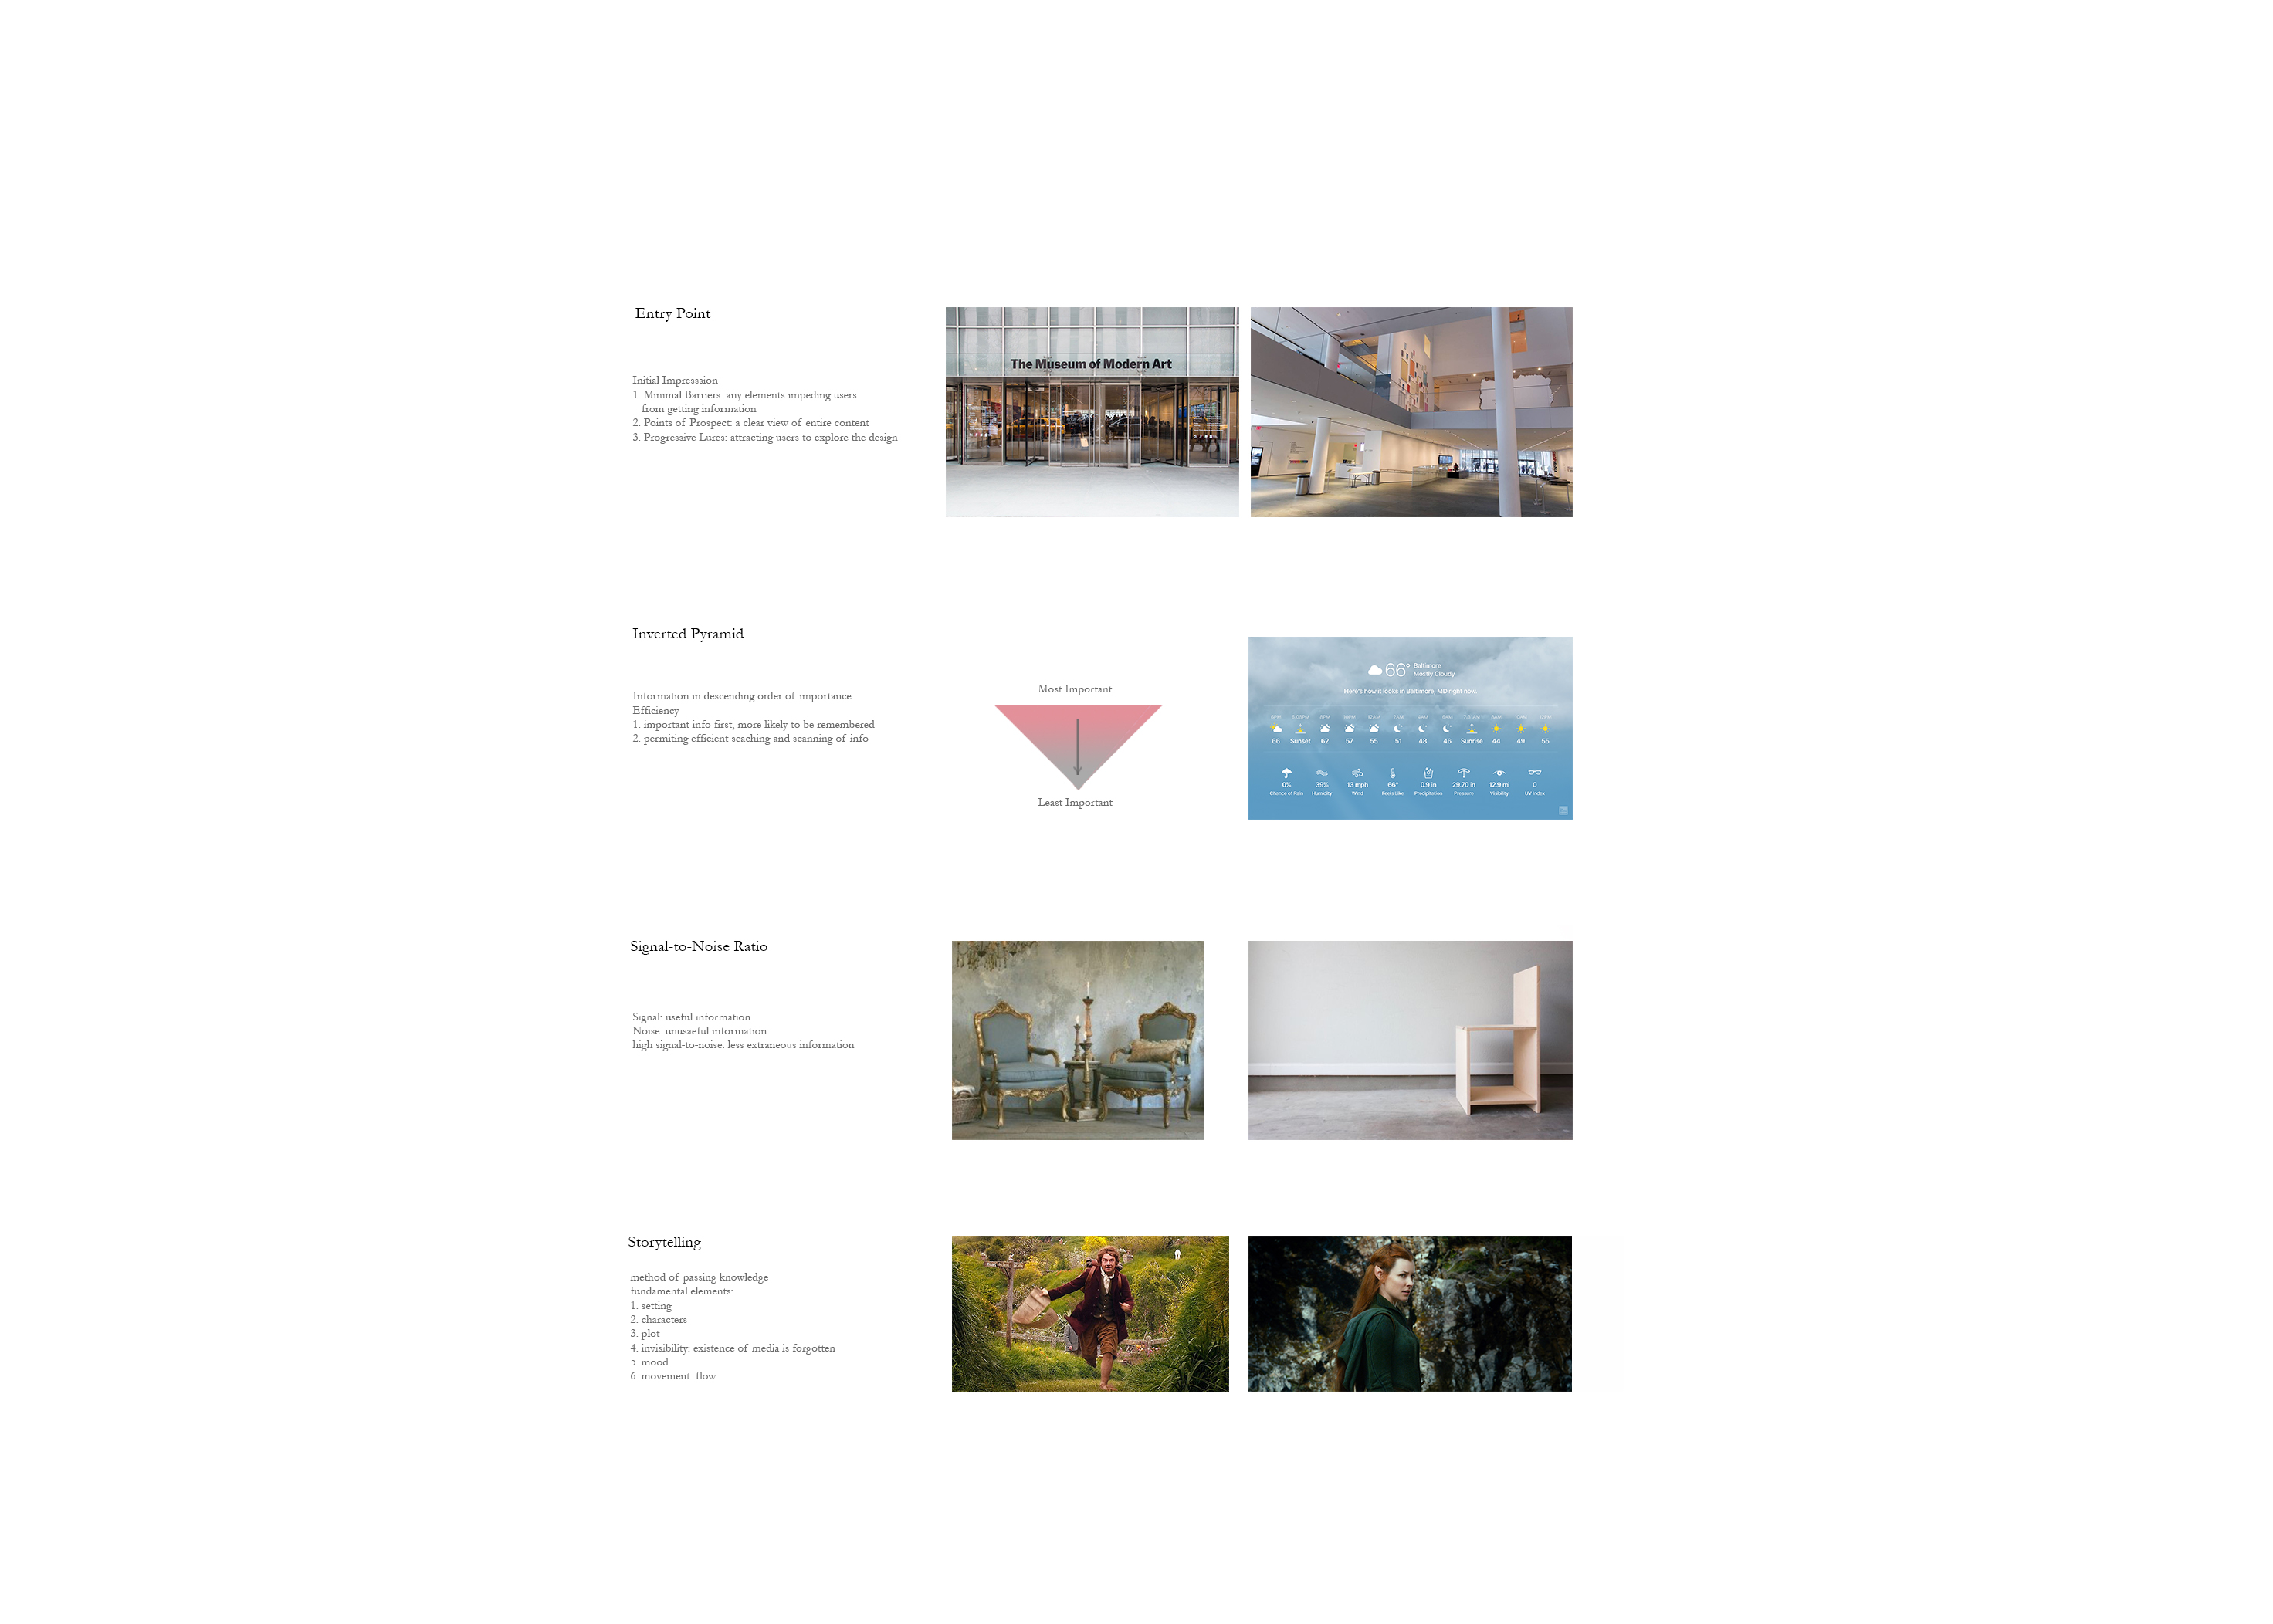 Entry Point
Initial Impresssion
1. Minimal Barriers: any elements impeding users
from getting information
2. Points of Prospect: a clear view of entire content
3. Progressive Lures: attracting users to explore the design
The Museum of Modern Art
Inverted Pyramid
Information in descending order of importance
Efficiency
1. important info first, more likely to be remembered
2. permiting efficient seaching and scanning of info
Most Important
Least Important
66° Baltimore
Mostly Cloudy
Here's how it looks in Baltimore, MD right now.
66 Sunset 62 57 55 51 48 46 Sunrise 44 49 55
0% 39% 13 mph 66° 0.9 in 29.70 in 12.9 mi 0
Chance of Rain Humidity Wind Feels Like Precipitation Pressure Visibility UV Index
Signal-to-Noise Ratio
Signal: useful information
Noise: unusaeful information
high signal-to-noise: less extraneous information
Storytelling
method of passing knowledge
fundamental elements:
1. setting
2. characters
3. plot
4. invisibility: existence of media is forgotten
5. mood
6. movement: flow